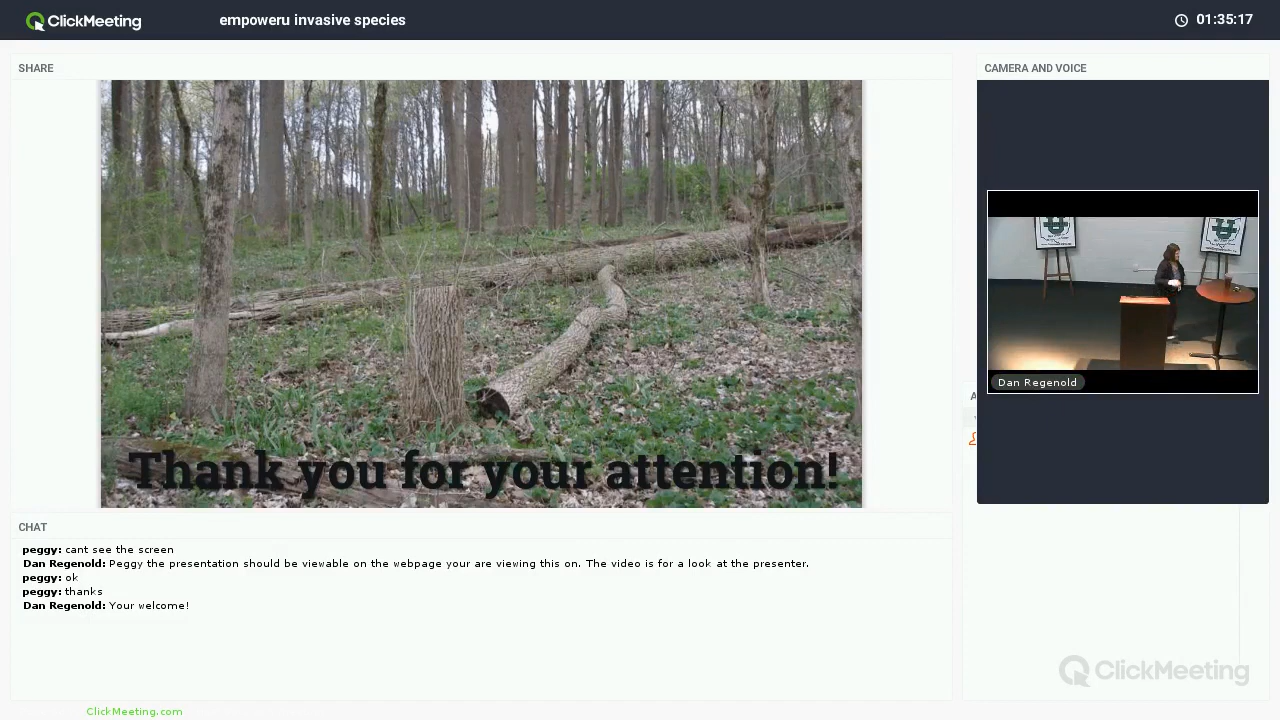 ClickMeeting
empoweru invasive species
01:35:17
SHARE
CAMERA AND VOICE
Dan Regenold
Thank you for your attention!
CHAT
peggy: cant see the screen
Dan Regenold: Peggy the presentation should be viewable on the webpage your are viewing this on. The video is for a look at the presenter.
peggy: ok
peggy: thanks
Dan Regenold: Your welcome!
ClickMeeting
ClickMeeting.com